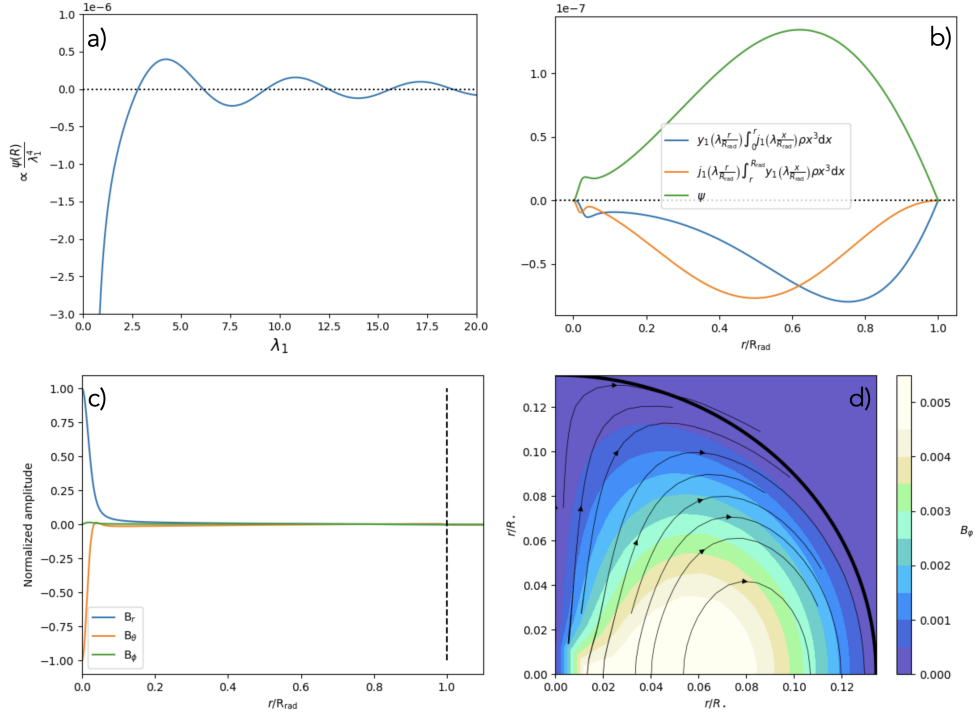 1e−6
a)
1.0
0.5
0.0
−0.5
−1.0
−1.5
−2.0
−2.5
−3.0
∝ ψ(R)/λ₁⁴
0.0 2.5 5.0 7.5 10.0 12.5 15.0 17.5 20.0
λ₁
1e−7
b)
1.0
0.5
0.0
−0.5
y₁(λ r/R_rad) ∫₀ʳ j₁(λ x/R_rad)ρx³dx
j₁(λ r/R_rad) ∫ᵣ^R_rad y₁(λ x/R_rad)ρx³dx
ψ
0.0 0.2 0.4 0.6 0.8 1.0
r/R_rad
c)
1.00
0.75
0.50
0.25
0.00
−0.25
−0.50
−0.75
−1.00
Normalized amplitude
B_r
B_θ
B_ϕ
0.0 0.2 0.4 0.6 0.8 1.0
r/R_rad
d)
0.12
0.10
0.08
0.06
0.04
0.02
0.00
r/R⋆
0.00 0.02 0.04 0.06 0.08 0.10 0.12
r/R⋆
0.005
0.004
0.003
0.002
0.001
0.000
B_φ